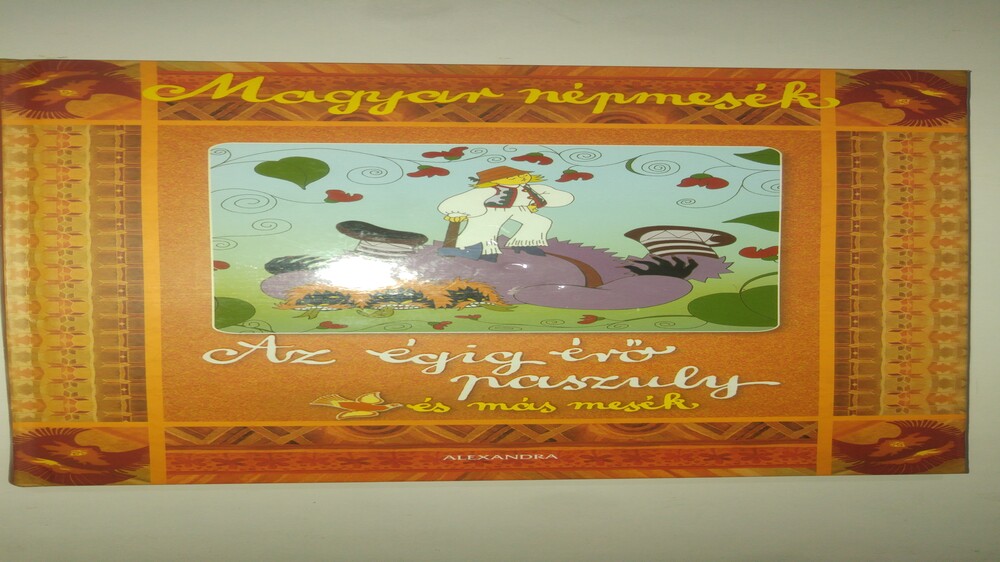 Magyar népmesék
Az égig érő
paszuly
és más mesék
ALEXANDRA